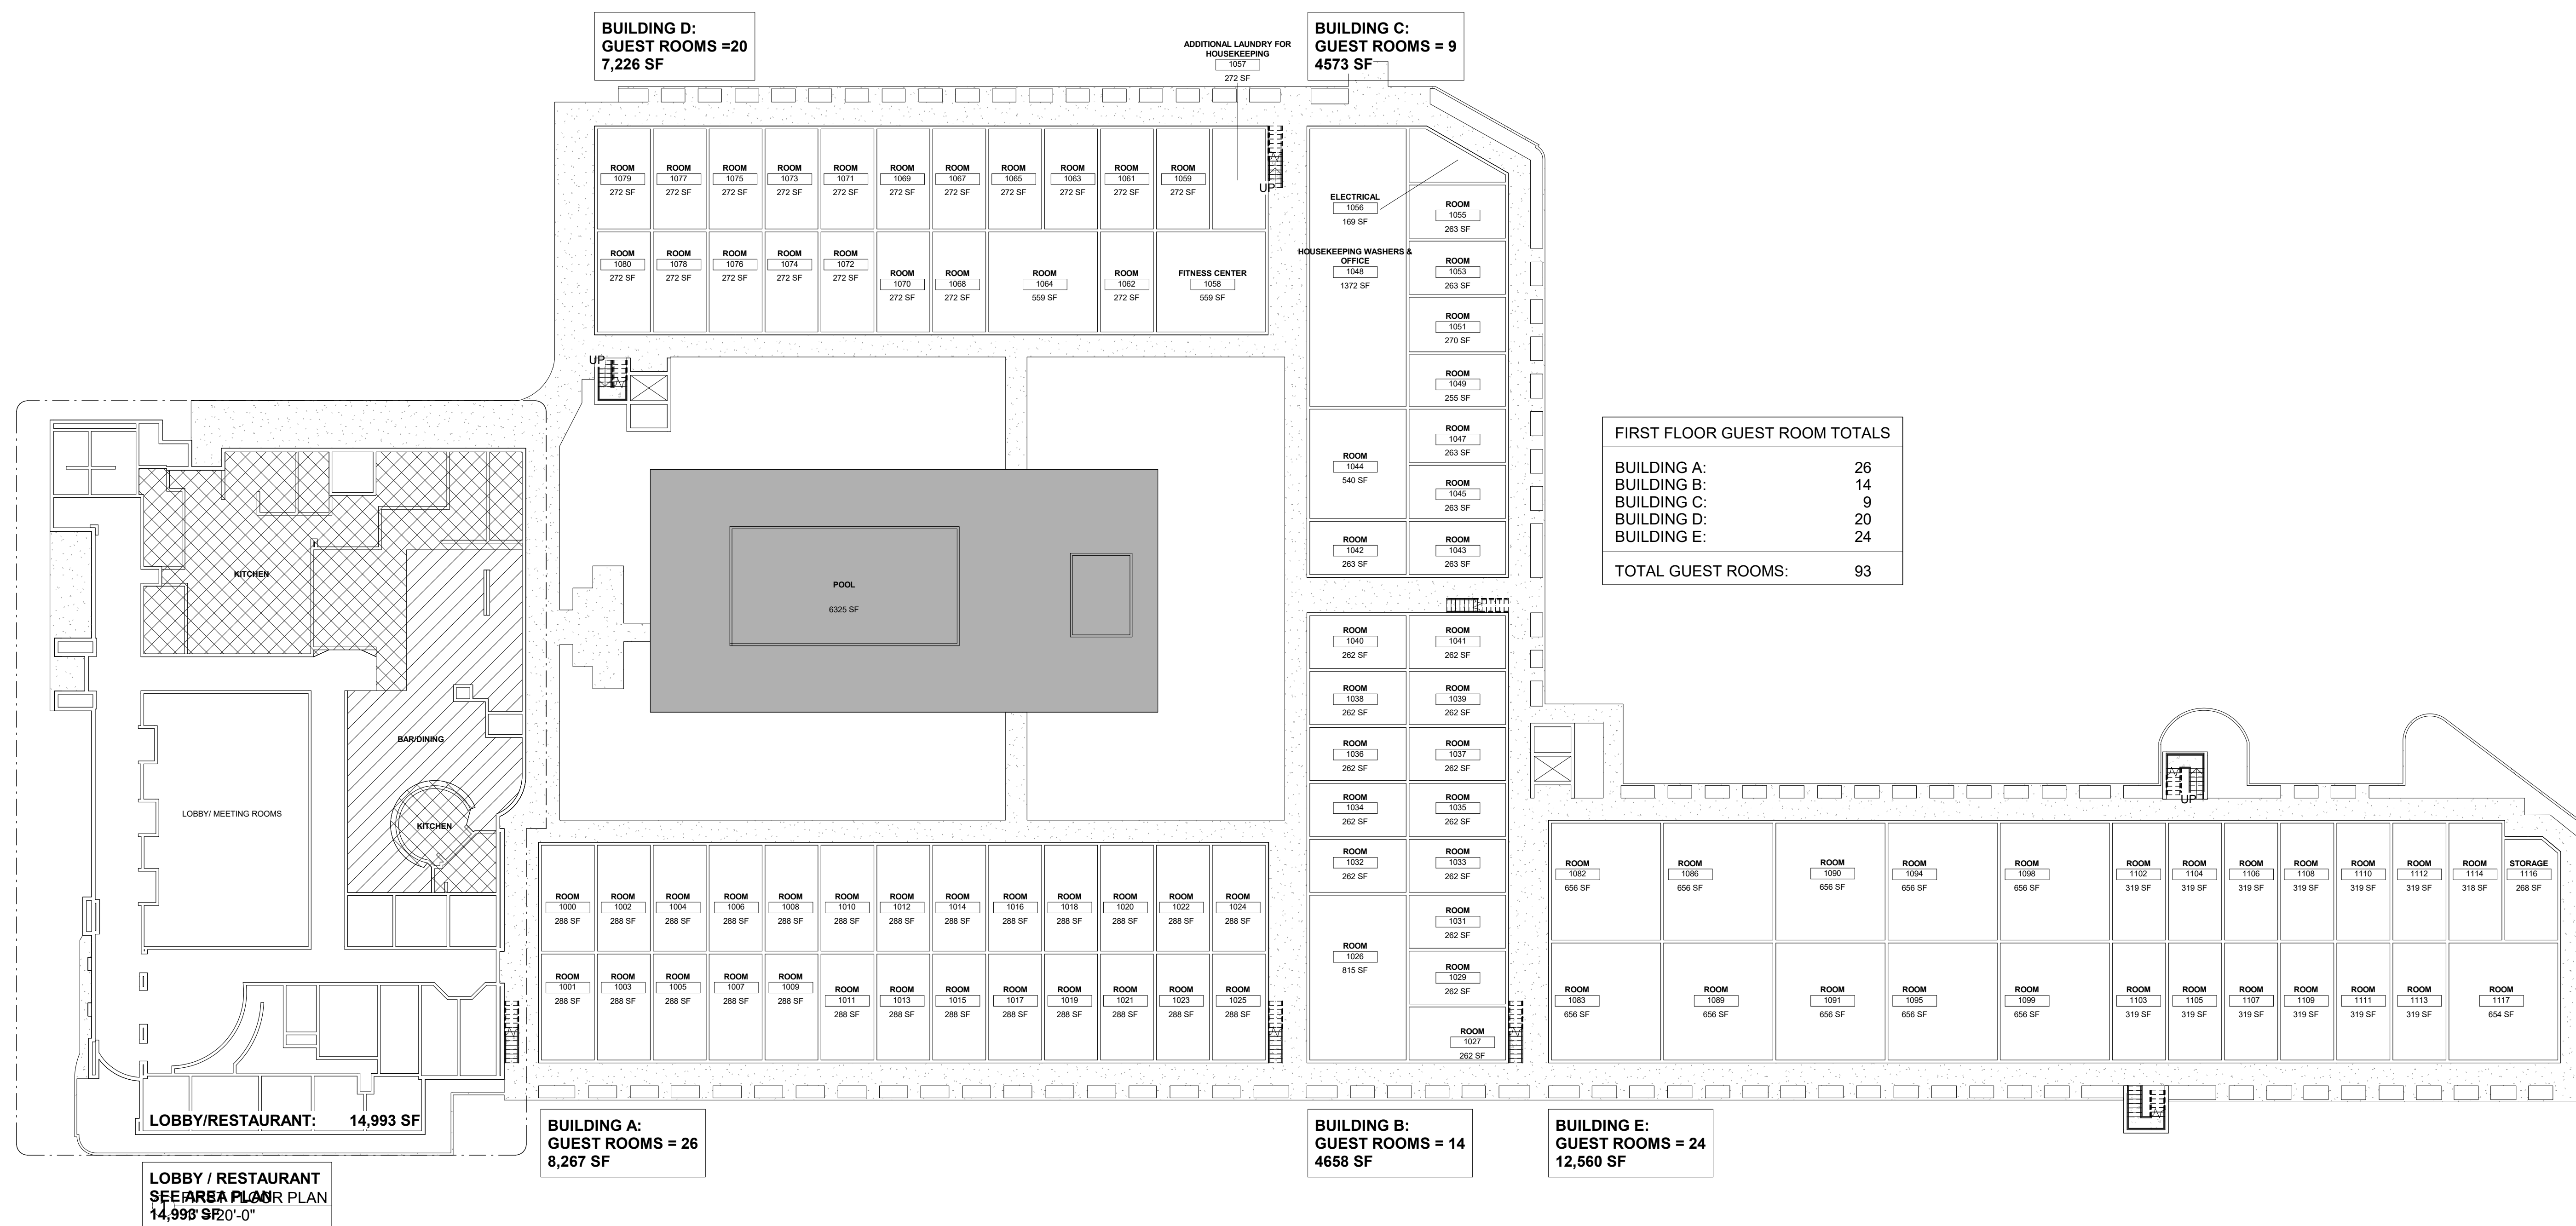 BUILDING D:
GUEST ROOMS =20
7,226 SF
ADDITIONAL LAUNDRY FOR
HOUSEKEEPING
1057
272 SF
BUILDING C:
GUEST ROOMS = 9
4573 SF
ROOM
1079
272 SF
ROOM
1077
272 SF
ROOM
1075
272 SF
ROOM
1073
272 SF
ROOM
1071
272 SF
ROOM
1069
272 SF
ROOM
1067
272 SF
ROOM
1065
272 SF
ROOM
1063
272 SF
ROOM
1061
272 SF
ROOM
1059
272 SF
UP
ROOM
1080
272 SF
ROOM
1078
272 SF
ROOM
1076
272 SF
ROOM
1074
272 SF
ROOM
1072
272 SF
ROOM
1070
272 SF
ROOM
1068
272 SF
ROOM
1064
559 SF
ROOM
1062
272 SF
FITNESS CENTER
1058
559 SF
UP
ELECTRICAL
1056
169 SF
HOUSEKEEPING WASHERS &
OFFICE
1048
1372 SF
ROOM
1055
263 SF
ROOM
1053
263 SF
ROOM
1051
270 SF
ROOM
1049
255 SF
ROOM
1047
263 SF
ROOM
1044
540 SF
ROOM
1045
263 SF
ROOM
1042
263 SF
ROOM
1043
263 SF
FIRST FLOOR GUEST ROOM TOTALS
BUILDING A: 26
BUILDING B: 14
BUILDING C: 9
BUILDING D: 20
BUILDING E: 24
TOTAL GUEST ROOMS: 93
KITCHEN
POOL
6325 SF
BAR/DINING
LOBBY/ MEETING ROOMS
KITCHEN
ROOM
1040
262 SF
ROOM
1041
262 SF
ROOM
1038
262 SF
ROOM
1039
262 SF
ROOM
1036
262 SF
ROOM
1037
262 SF
ROOM
1034
262 SF
ROOM
1035
262 SF
ROOM
1032
262 SF
ROOM
1033
262 SF
ROOM
1031
262 SF
ROOM
1026
815 SF
ROOM
1029
262 SF
ROOM
1027
262 SF
UP
ROOM
1000
288 SF
ROOM
1002
288 SF
ROOM
1004
288 SF
ROOM
1006
288 SF
ROOM
1008
288 SF
ROOM
1010
288 SF
ROOM
1012
288 SF
ROOM
1014
288 SF
ROOM
1016
288 SF
ROOM
1018
288 SF
ROOM
1020
288 SF
ROOM
1022
288 SF
ROOM
1024
288 SF
ROOM
1001
288 SF
ROOM
1003
288 SF
ROOM
1005
288 SF
ROOM
1007
288 SF
ROOM
1009
288 SF
ROOM
1011
288 SF
ROOM
1013
288 SF
ROOM
1015
288 SF
ROOM
1017
288 SF
ROOM
1019
288 SF
ROOM
1021
288 SF
ROOM
1023
288 SF
ROOM
1025
288 SF
ROOM
1082
656 SF
ROOM
1086
656 SF
ROOM
1090
656 SF
ROOM
1094
656 SF
ROOM
1098
656 SF
ROOM
1102
319 SF
ROOM
1104
319 SF
ROOM
1106
319 SF
ROOM
1108
319 SF
ROOM
1110
319 SF
ROOM
1112
319 SF
ROOM
1114
318 SF
STORAGE
1116
268 SF
ROOM
1083
656 SF
ROOM
1089
656 SF
ROOM
1091
656 SF
ROOM
1095
656 SF
ROOM
1099
656 SF
ROOM
1103
319 SF
ROOM
1105
319 SF
ROOM
1107
319 SF
ROOM
1109
319 SF
ROOM
1111
319 SF
ROOM
1113
319 SF
ROOM
1117
654 SF
LOBBY/RESTAURANT: 14,993 SF
BUILDING A:
GUEST ROOMS = 26
8,267 SF
BUILDING B:
GUEST ROOMS = 14
4658 SF
BUILDING E:
GUEST ROOMS = 24
12,560 SF
LOBBY / RESTAURANT
SEE AREA PLAN
FIRST FLOOR PLAN
14,993 SF
20'-0"